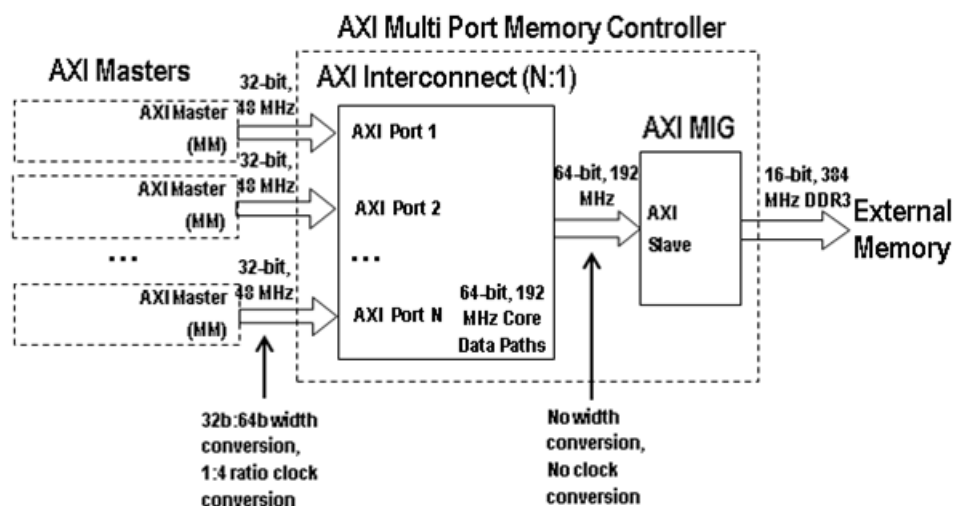 AXI Multi Port Memory Controller
AXI Masters
AXI Interconnect (N:1)
32-bit,
48 MHz
AXI Master
(MM)
AXI Port 1
32-bit,
48 MHz
AXI Master
(MM)
AXI Port 2
...
...
32-bit,
48 MHz
AXI Master
(MM)
AXI Port N
64-bit, 192
MHz Core
Data Paths
64-bit, 192
MHz
AXI MIG
AXI
Slave
16-bit, 384
MHz DDR3
External
Memory
32b:64b width
conversion,
1:4 ratio clock
conversion
No width
conversion,
No clock
conversion